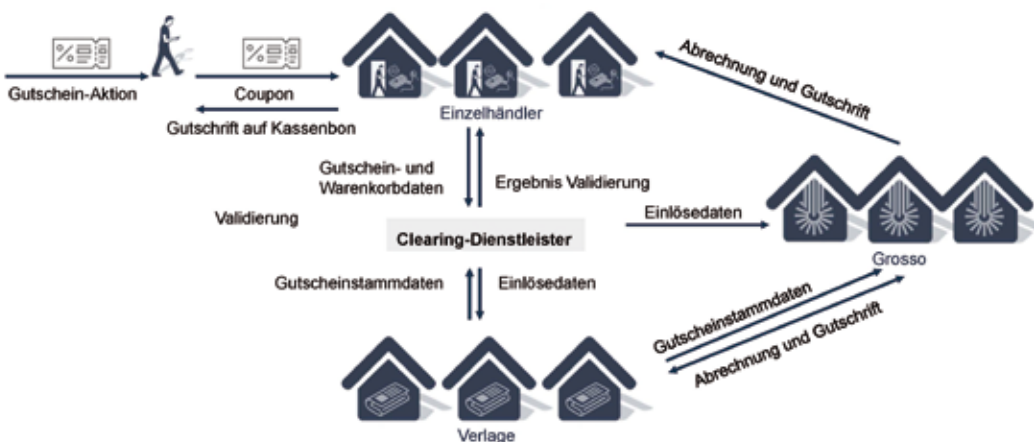 Gutschein-Aktion
Coupon
Gutschrift auf Kassenbon
Einzelhändler
Abrechnung und Gutschrift
Gutschein- und
Warenkorbdaten
Ergebnis Validierung
Validierung
Clearing-Dienstleister
Einlösedaten
Grosso
Gutscheinstammdaten
Einlösedaten
Gutscheinstammdaten
Abrechnung und Gutschrift
Verlage